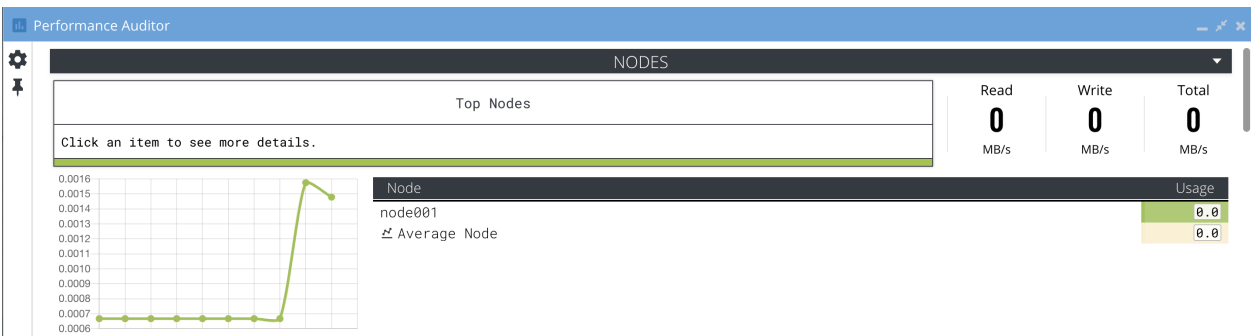 Performance Auditor
NODES
Top Nodes
Click an item to see more details.
Read
0
MB/s
Write
0
MB/s
Total
0
MB/s
0.0016
0.0015
0.0014
0.0013
0.0012
0.0011
0.0010
0.0009
0.0008
0.0007
0.0006
Node Usage
node001 0.0
Average Node 0.0